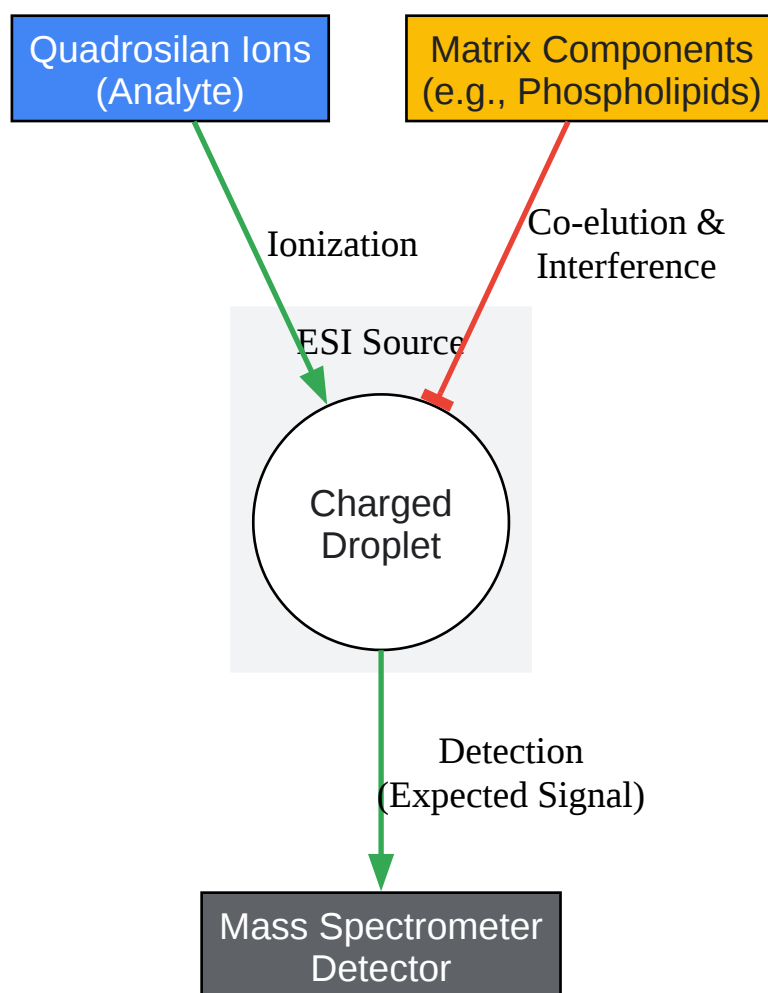 Quadrosilan Ions
(Analyte)
Matrix Components
(e.g., Phospholipids)
Ionization
Co-elution &
Interference
ESI Source
Charged
Droplet
Detection
(Expected Signal)
Mass Spectrometer
Detector